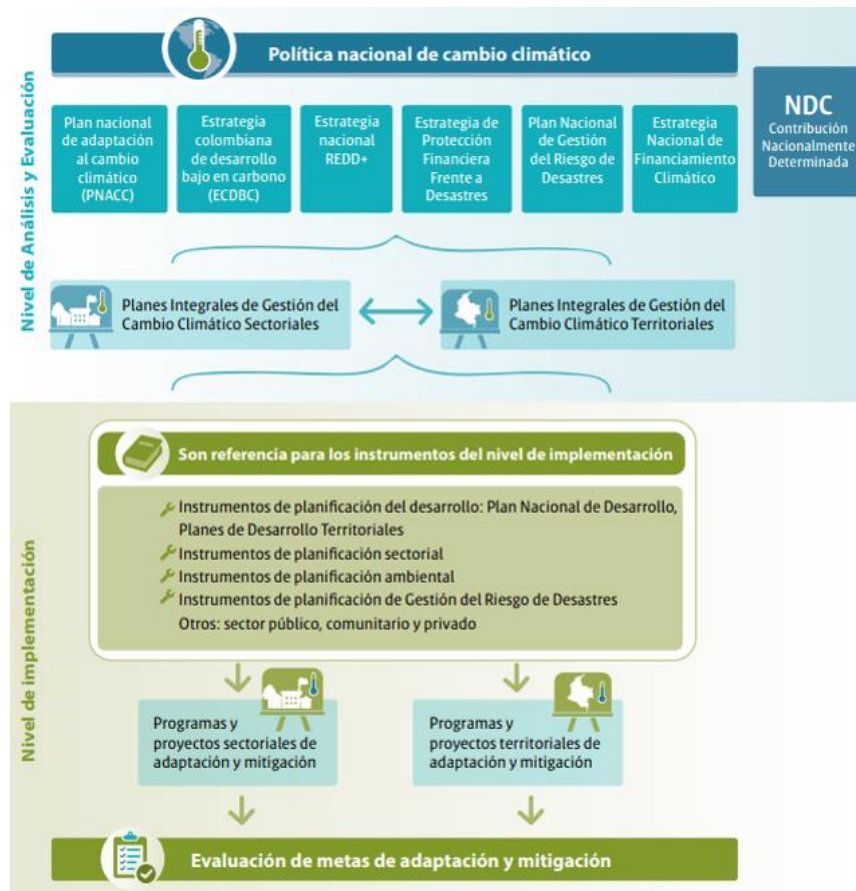 Nivel de Análisis y Evaluación
Política nacional de cambio climático
Plan nacional
de adaptación
al cambio
climático
(PNACC)
Estrategia
colombiana
de desarrollo
bajo en carbono
(ECDBC)
Estrategia
nacional
REDD+
Estrategia de
Protección
Financiera
Frente a
Desastres
Plan Nacional
de Gestión
del Riesgo de
Desastres
Estrategia
Nacional de
Financiamiento
Climático
NDC
Contribución
Nacionalmente
Determinada
Planes Integrales de Gestión del
Cambio Climático Sectoriales
Planes Integrales de Gestión del
Cambio Climático Territoriales
Nivel de implementación
Son referencia para los instrumentos del nivel de implementación
Instrumentos de planificación del desarrollo: Plan Nacional de Desarrollo,
Planes de Desarrollo Territoriales
Instrumentos de planificación sectorial
Instrumentos de planificación ambiental
Instrumentos de planificación de Gestión del Riesgo de Desastres
Otros: sector público, comunitario y privado
Programas y
proyectos sectoriales de
adaptación y mitigación
Programas y
proyectos territoriales de
adaptación y mitigación
Evaluación de metas de adaptación y mitigación